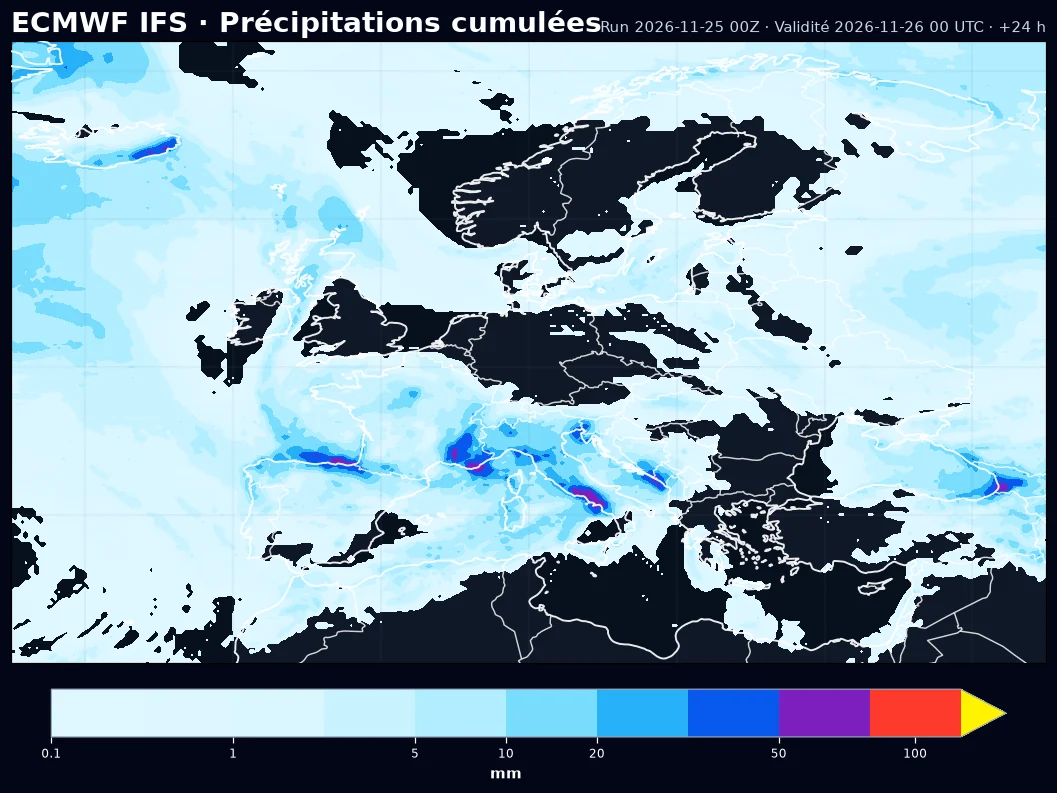 ECMWF IFS · Précipitations cumulées
Run 2026-11-25 00Z · Validité 2026-11-26 00 UTC · +24 h
0.1 1 5 10 20 50 100
mm